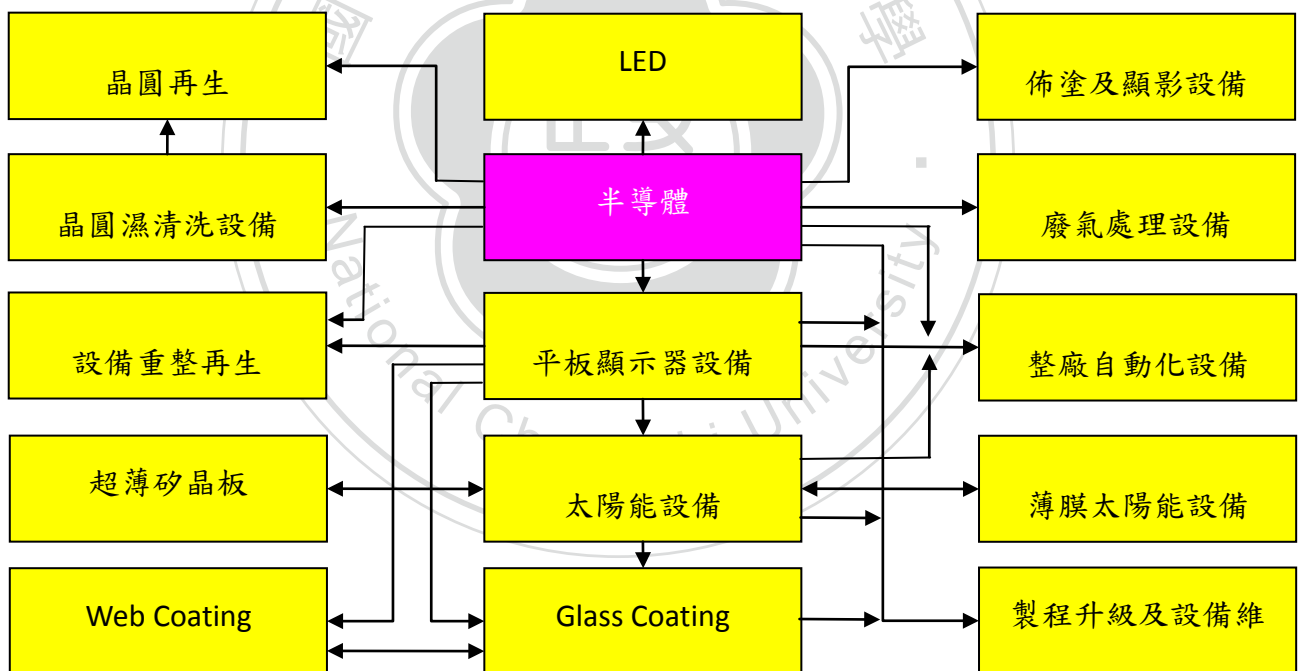 晶圓再生
LED
佈塗及顯影設備
晶圓濕清洗設備
半導體
廢氣處理設備
設備重整再生
平板顯示器設備
整廠自動化設備
超薄矽晶板
太陽能設備
薄膜太陽能設備
Web Coating
Glass Coating
製程升級及設備維
National Che i University
學